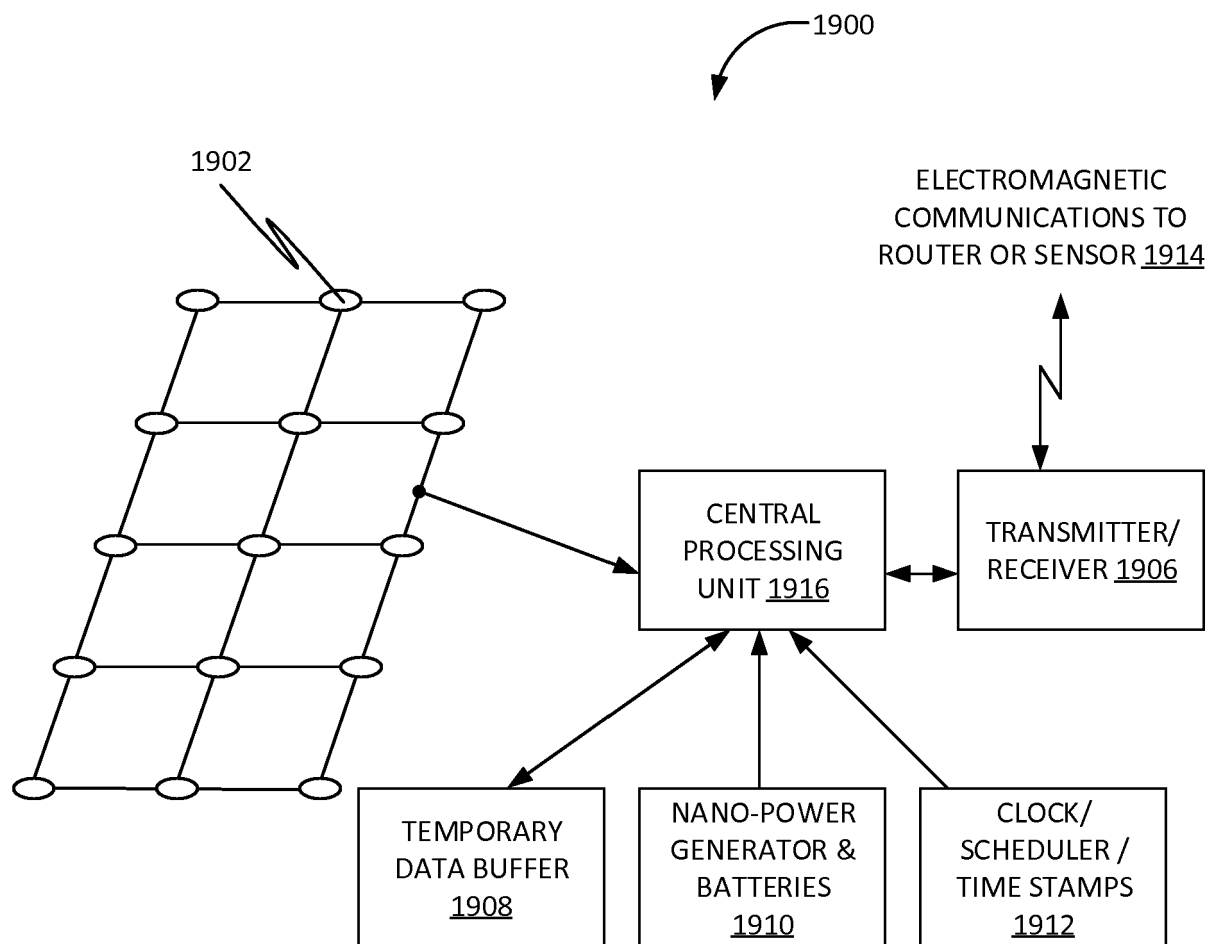 1900
1902
ELECTROMAGNETIC
COMMUNICATIONS TO
ROUTER OR SENSOR 1914
CENTRAL
PROCESSING
UNIT 1916
TRANSMITTER/
RECEIVER 1906
TEMPORARY
DATA BUFFER
1908
NANO-POWER
GENERATOR &
BATTERIES
1910
CLOCK/
SCHEDULER /
TIME STAMPS
1912